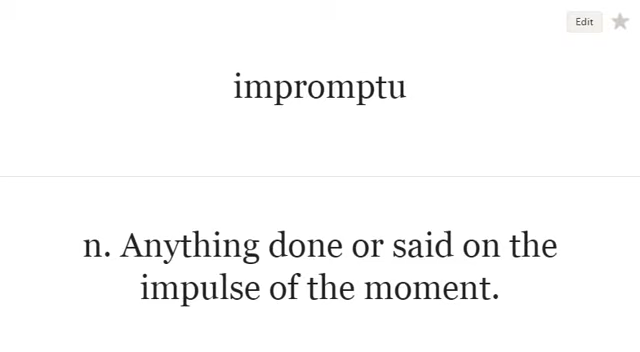 Edit
impromptu
n. Anything done or said on the
impulse of the moment.